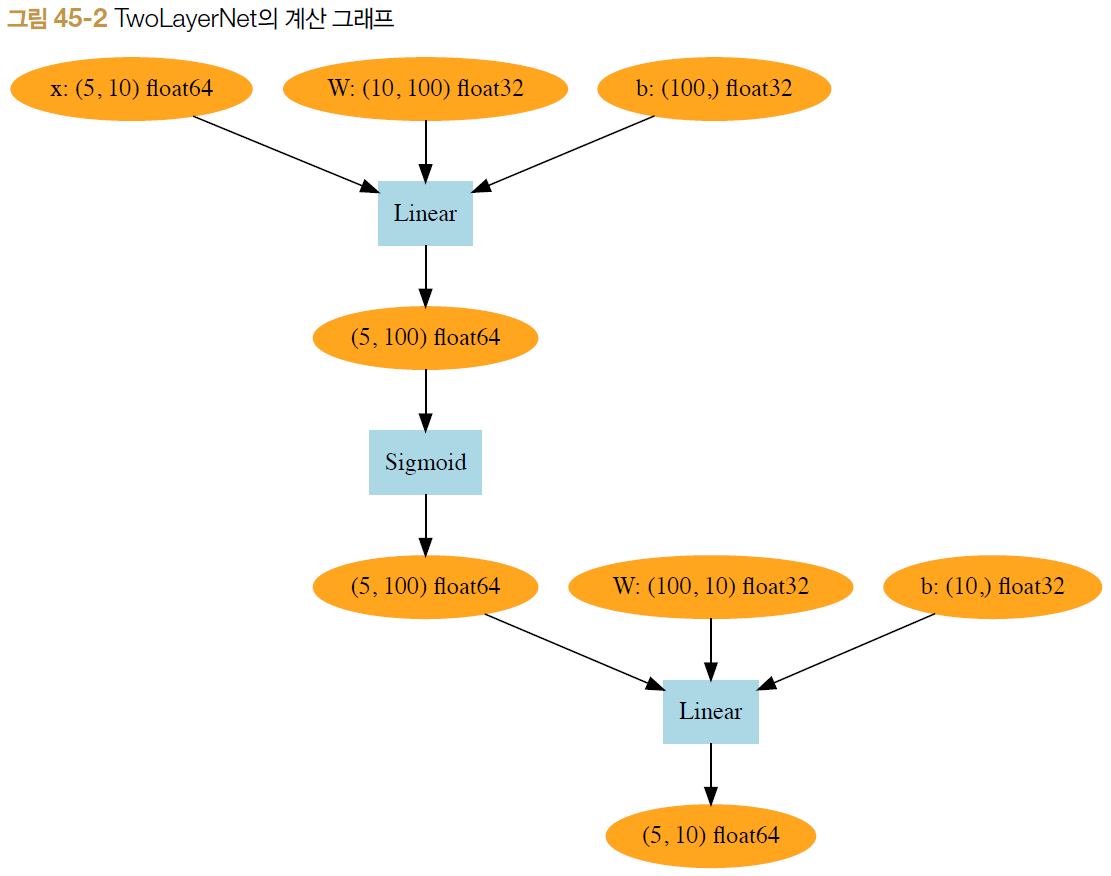 그림 45-2 TwoLayerNet의 계산 그래프
x: (5, 10) float64
W: (10, 100) float32
b: (100,) float32
Linear
(5, 100) float64
Sigmoid
(5, 100) float64
W: (100, 10) float32
b: (10,) float32
Linear
(5, 10) float64